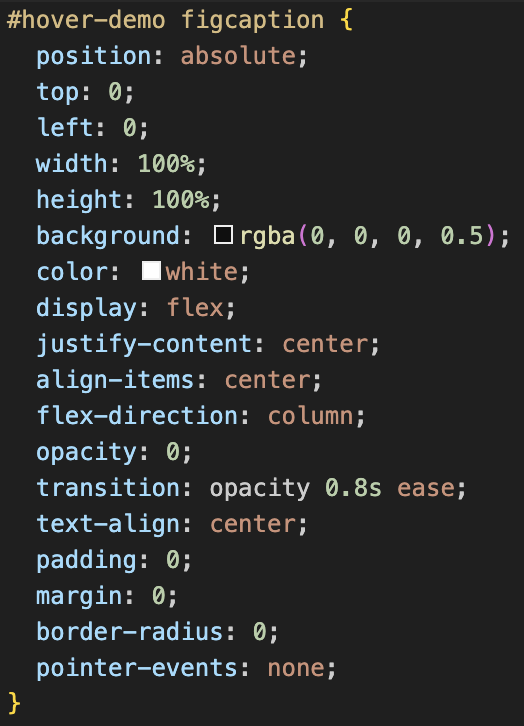 #hover-demo figcaption {
  position: absolute;
  top: 0;
  left: 0;
  width: 100%;
  height: 100%;
  background: rgba(0, 0, 0, 0.5);
  color: white;
  display: flex;
  justify-content: center;
  align-items: center;
  flex-direction: column;
  opacity: 0;
  transition: opacity 0.8s ease;
  text-align: center;
  padding: 0;
  margin: 0;
  border-radius: 0;
  pointer-events: none;
}